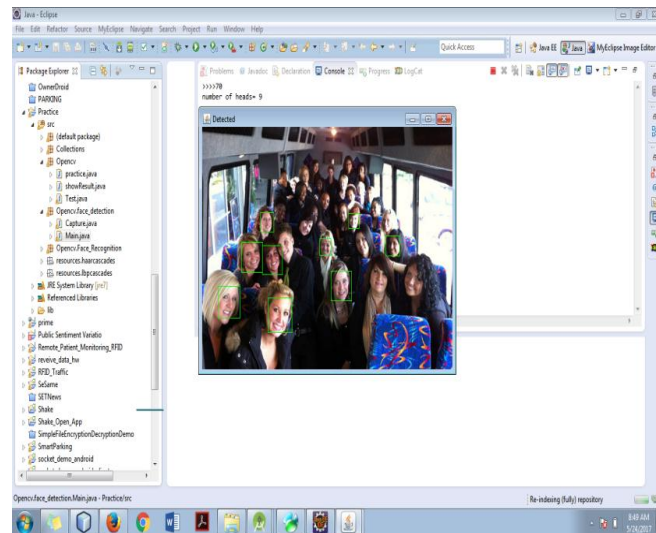 Java - Eclipse
File Edit Refactor Source MyEclipse Navigate Search Project Run Window Help
Quick Access
Java EE Java MyEclipse Image Editor
Package Explorer
Problems @ Javadoc Declaration Console Progress LogCat
>>>>70
number of heads= 9
Detected
OwnerDroid
PARKING
Practice
src
(default package)
Collections
Opencv
practice.java
showResult.java
Test.java
Opencv.face_detection
Capture.java
Main.java
Opencv.Face_Recognition
resources.haarcascades
resources.lbpcascades
JRE System Library [jre7]
Referenced Libraries
lib
prime
Public Sentiment Variatio
Remote_Patient_Monitoring_RFID
reveive_data_hw
RFID_Traffic
SeSame
SETNews
Shake
Shake_Open_App
SimpleFileEncryptionDecryptionDemo
SmartParking
socket_demo_android
Opencv.face_detection.Main.java - Practice/src
Re-indexing (fully) repository
8:49 AM
5/24/2017